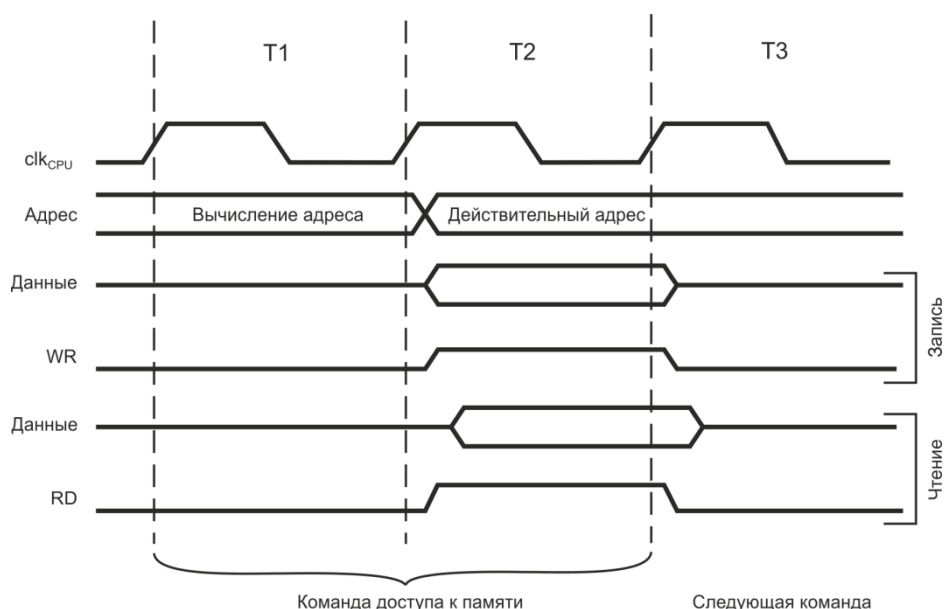 T1
T2
T3
clkCPU
Адрес
Вычисление адреса
Действительный адрес
Данные
WR
Запись
Данные
RD
Чтение
Команда доступа к памяти
Следующая команда